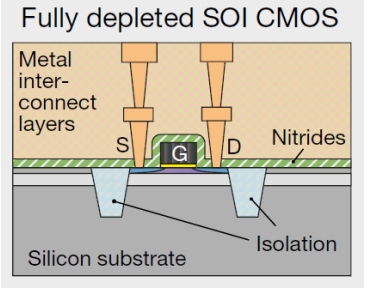 Fully depleted SOI CMOS
Metal
inter-
connect
layers
S
G
D
Nitrides
Isolation
Silicon substrate